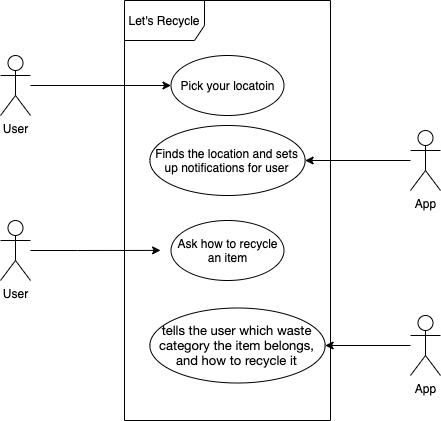 Let's Recycle
Pick your locatoin
User
Finds the location and sets
up notifications for user
App
Ask how to recycle
an item
User
tells the user which waste
category the item belongs,
and how to recycle it
App